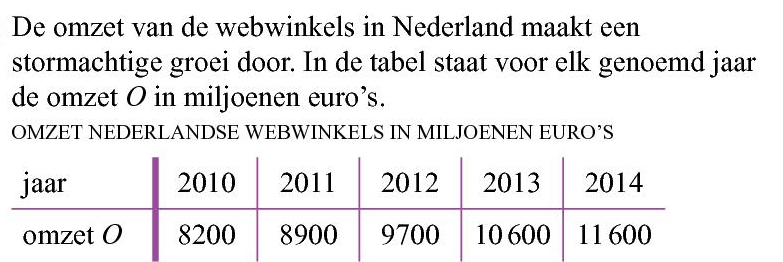 De omzet van de webwinkels in Nederland maakt een
stormachtige groei door. In de tabel staat voor elk genoemd jaar
de omzet O in miljoenen euro’s.
OMZET NEDERLANDSE WEBWINKELS IN MILJOENEN EURO’S
jaar 2010 2011 2012 2013 2014
omzet O 8200 8900 9700 10 600 11 600